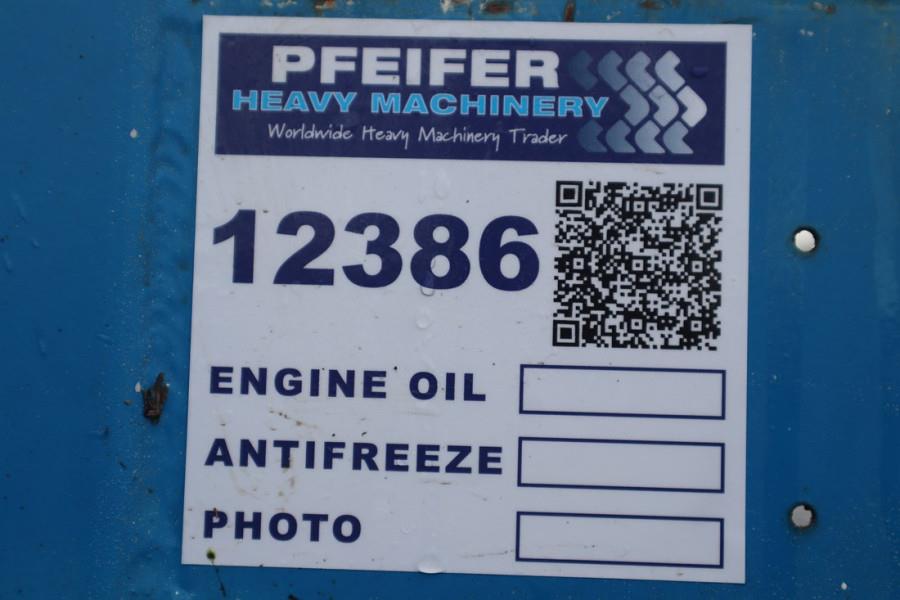 PFEIFER
HEAVY MACHINERY
Worldwide Heavy Machinery Trader
12386
ENGINE OIL
ANTIFREEZE
PHOTO